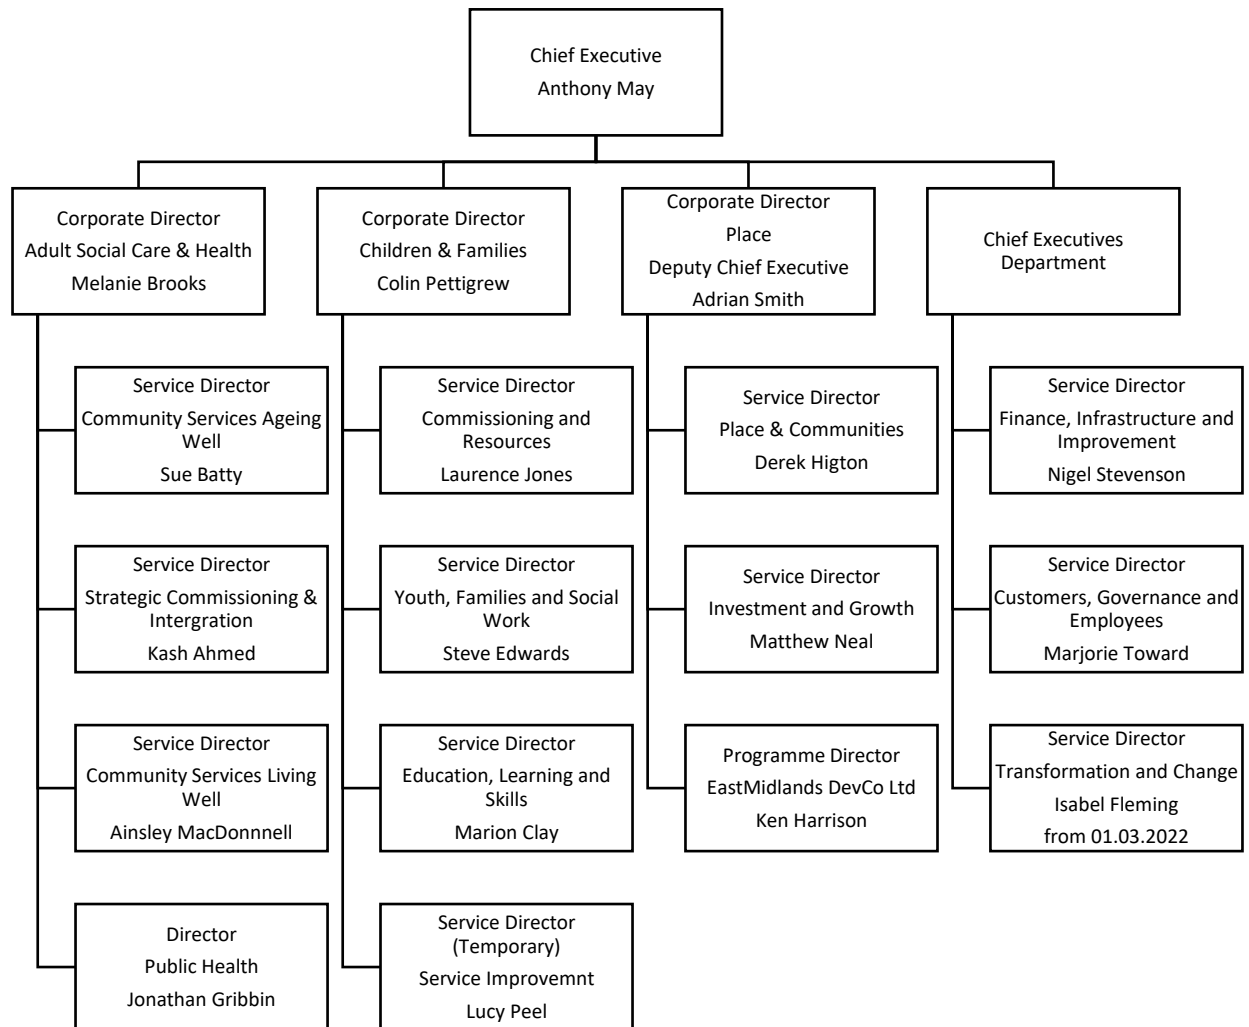 Chief Executive
Anthony May
Corporate Director
Adult Social Care & Health
Melanie Brooks
Corporate Director
Children & Families
Colin Pettigrew
Corporate Director
Place
Deputy Chief Executive
Adrian Smith
Chief Executives
Department
Service Director
Community Services Ageing
Well
Sue Batty
Service Director
Commissioning and
Resources
Laurence Jones
Service Director
Place & Communities
Derek Higton
Service Director
Finance, Infrastructure and
Improvement
Nigel Stevenson
Service Director
Strategic Commissioning &
Intergration
Kash Ahmed
Service Director
Youth, Families and Social
Work
Steve Edwards
Service Director
Investment and Growth
Matthew Neal
Service Director
Customers, Governance and
Employees
Marjorie Toward
Service Director
Community Services Living
Well
Ainsley MacDonnnell
Service Director
Education, Learning and
Skills
Marion Clay
Programme Director
EastMidlands DevCo Ltd
Ken Harrison
Service Director
Transformation and Change
Isabel Fleming
from 01.03.2022
Director
Public Health
Jonathan Gribbin
Service Director
(Temporary)
Service Improvemnt
Lucy Peel